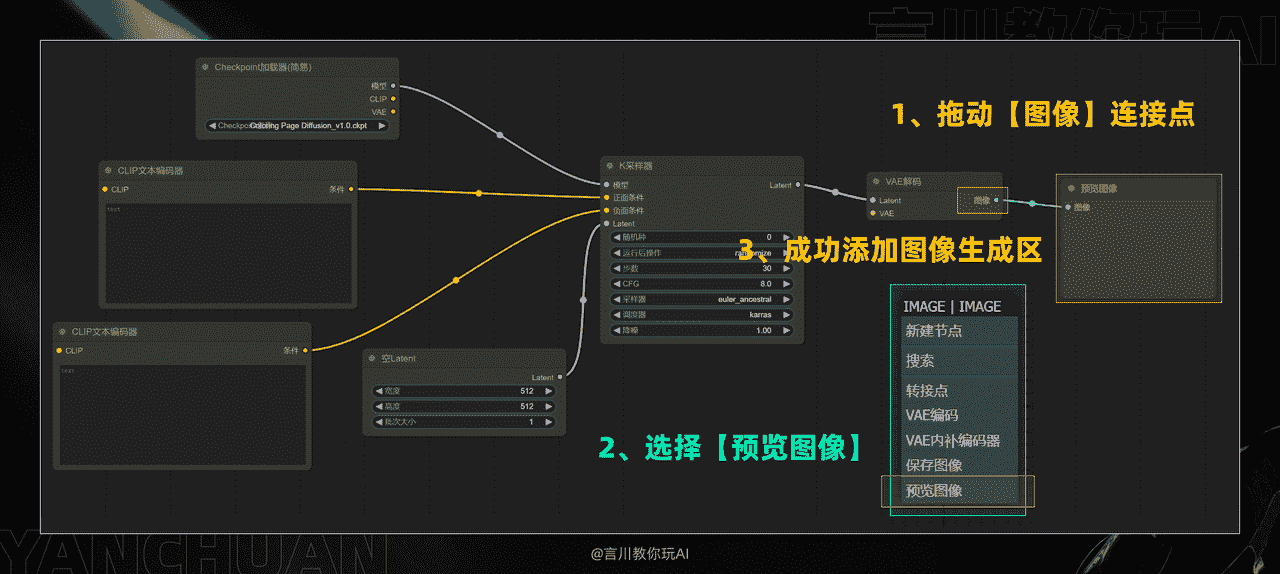 言川教你玩AI
Checkpoint加载器(简易)
模型
CLIP
VAE
Coloring Page Diffusion_v1.0.ckpt
1、拖动【图像】连接点
CLIP文本编码器
CLIP 条件
text
K采样器
模型 Latent
正面条件
负面条件
Latent
随机种 0
运行后操作 randomize
步数 30
CFG 8.0
采样器 euler_ancestral
调度器 karras
降噪 1.00
VAE解码
Latent 图像
VAE
预览图像
图像
3、成功添加图像生成区
IMAGE | IMAGE
新建节点
搜索
转接点
VAE编码
VAE内补编码器
保存图像
预览图像
CLIP文本编码器
CLIP 条件
text
空Latent
Latent
宽度 512
高度 512
批次大小 1
2、选择【预览图像】
YANCHUAN
@言川教你玩AI